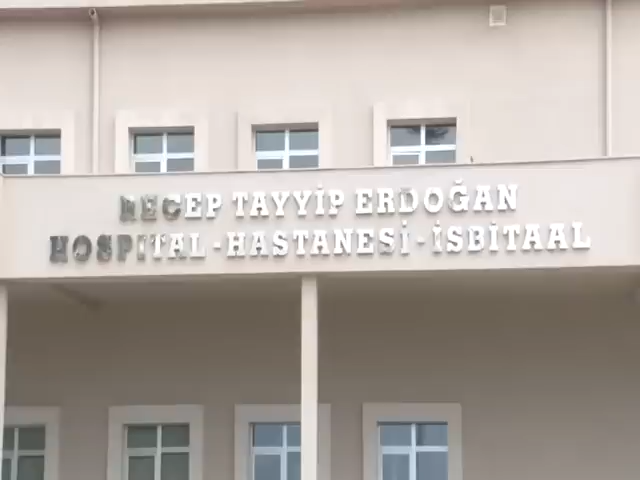 RECEP TAYYİP ERDOĞAN
HOSPITAL - HASTANESİ - İSBİTAAL